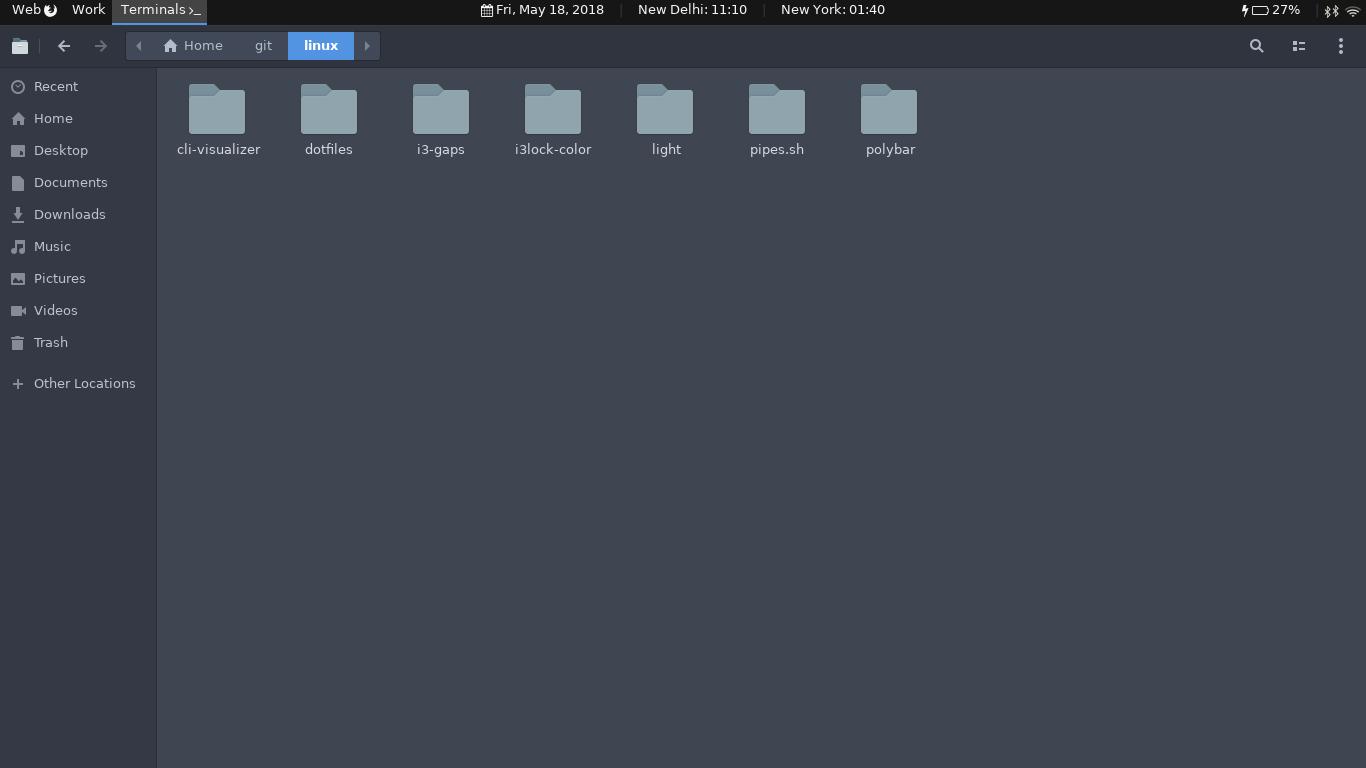 Web Work Terminals >_ Fri, May 18, 2018 | New Delhi: 11:10 | New York: 01:40 27%
Home git linux
Recent
Home
Desktop
Documents
Downloads
Music
Pictures
Videos
Trash
Other Locations
cli-visualizer dotfiles i3-gaps i3lock-color light pipes.sh polybar